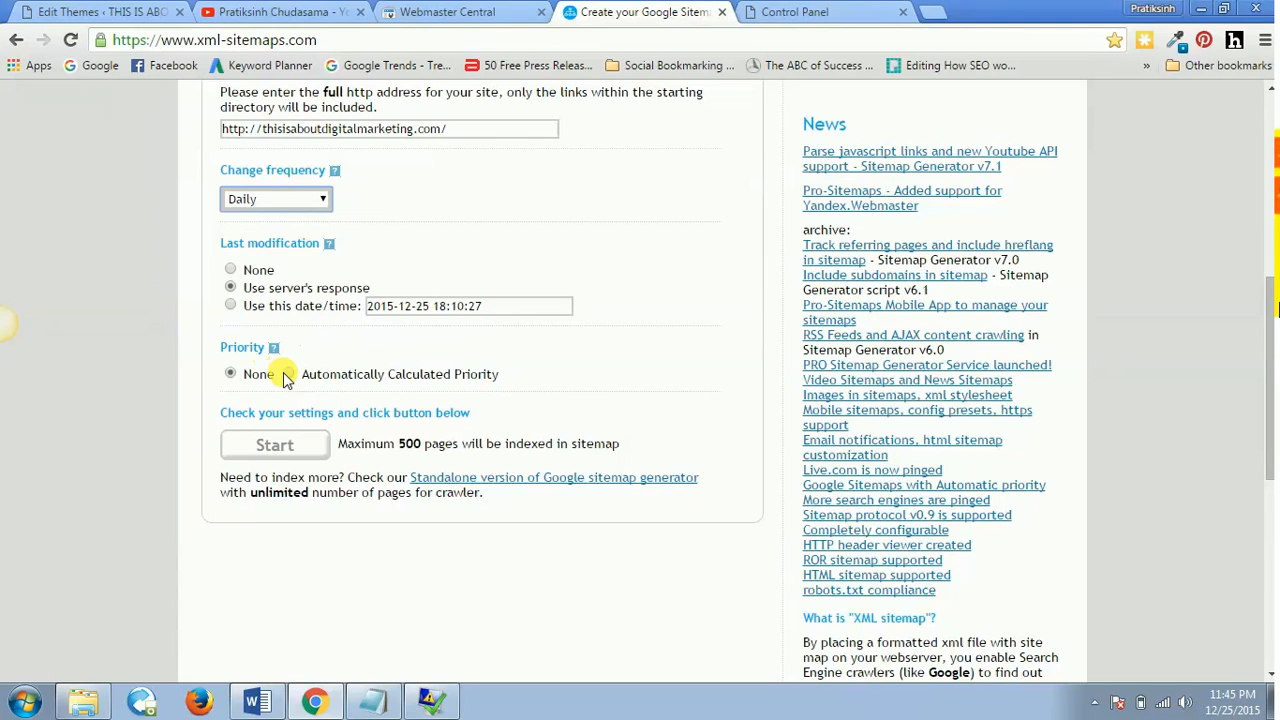 Edit Themes ‹ THIS IS ABO
Pratiksinh Chudasama - Yo
Webmaster Central
Create your Google Sitem
Control Panel
Pratiksinh
https://www.xml-sitemaps.com
Apps
Google
Facebook
Keyword Planner
Google Trends - Tre...
50 Free Press Releas...
Social Bookmarking ...
The ABC of Success ...
Editing How SEO wo...
»
Other bookmarks
Please enter the full http address for your site, only the links within the starting
directory will be included.
http://thisisaboutdigitalmarketing.com/
Change frequency ?
Daily
Last modification ?
None
Use server's response
Use this date/time: 2015-12-25 18:10:27
Priority ?
None Automatically Calculated Priority
Check your settings and click button below
Start Maximum 500 pages will be indexed in sitemap
Need to index more? Check our Standalone version of Google sitemap generator
with unlimited number of pages for crawler.
News
Parse javascript links and new Youtube API
support - Sitemap Generator v7.1
Pro-Sitemaps - Added support for
Yandex.Webmaster
archive:
Track referring pages and include hreflang
in sitemap - Sitemap Generator v7.0
Include subdomains in sitemap - Sitemap
Generator script v6.1
Pro-Sitemaps Mobile App to manage your
sitemaps
RSS Feeds and AJAX content crawling in
Sitemap Generator v6.0
PRO Sitemap Generator Service launched!
Video Sitemaps and News Sitemaps
Images in sitemaps, xml stylesheet
Mobile sitemaps, config presets, https
support
Email notifications, html sitemap
customization
Live.com is now pinged
Google Sitemaps with Automatic priority
More search engines are pinged
Sitemap protocol v0.9 is supported
Completely configurable
HTTP header viewer created
ROR sitemap supported
HTML sitemap supported
robots.txt compliance
What is "XML sitemap"?
By placing a formatted xml file with site
map on your webserver, you enable Search
Engine crawlers (like Google) to find out
11:45 PM
12/25/2015